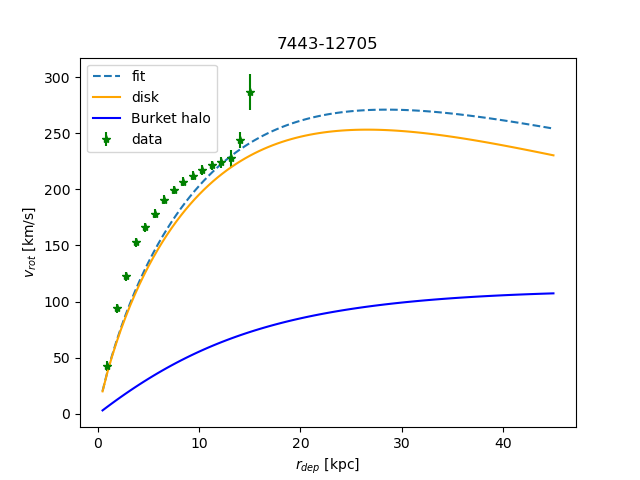 7443-12705
300
250
200
150
100
50
0
v_rot [km/s]
fit
disk
Burket halo
data
0 10 20 30 40
r_dep [kpc]